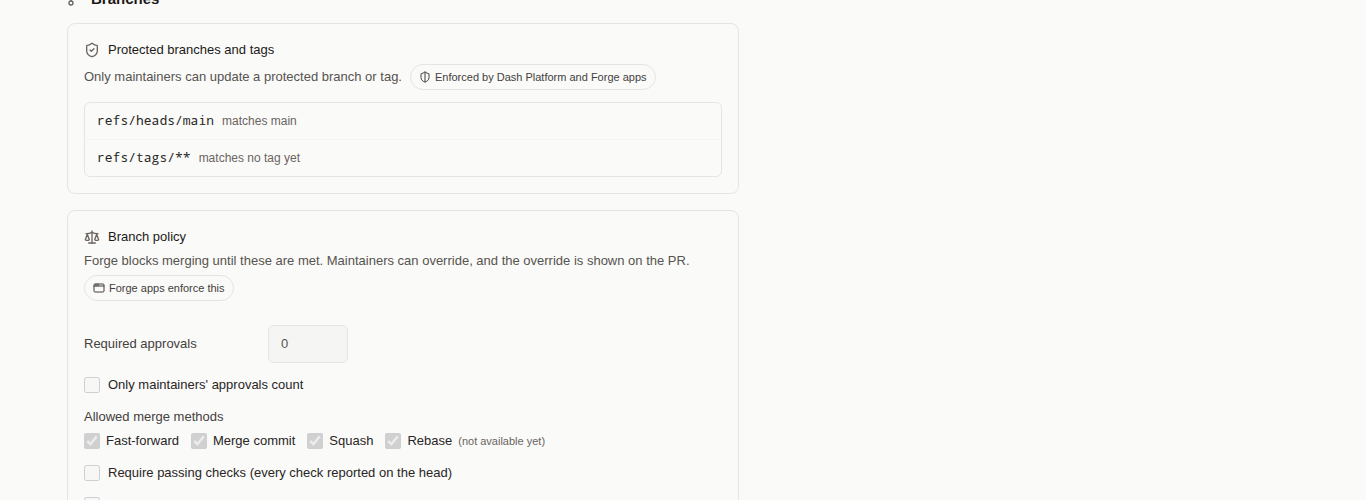 Branches
Protected branches and tags
Only maintainers can update a protected branch or tag. Enforced by Dash Platform and Forge apps
refs/heads/main matches main
refs/tags/** matches no tag yet
Branch policy
Forge blocks merging until these are met. Maintainers can override, and the override is shown on the PR.
Forge apps enforce this
Required approvals 0
Only maintainers' approvals count
Allowed merge methods
Fast-forward Merge commit Squash Rebase (not available yet)
Require passing checks (every check reported on the head)